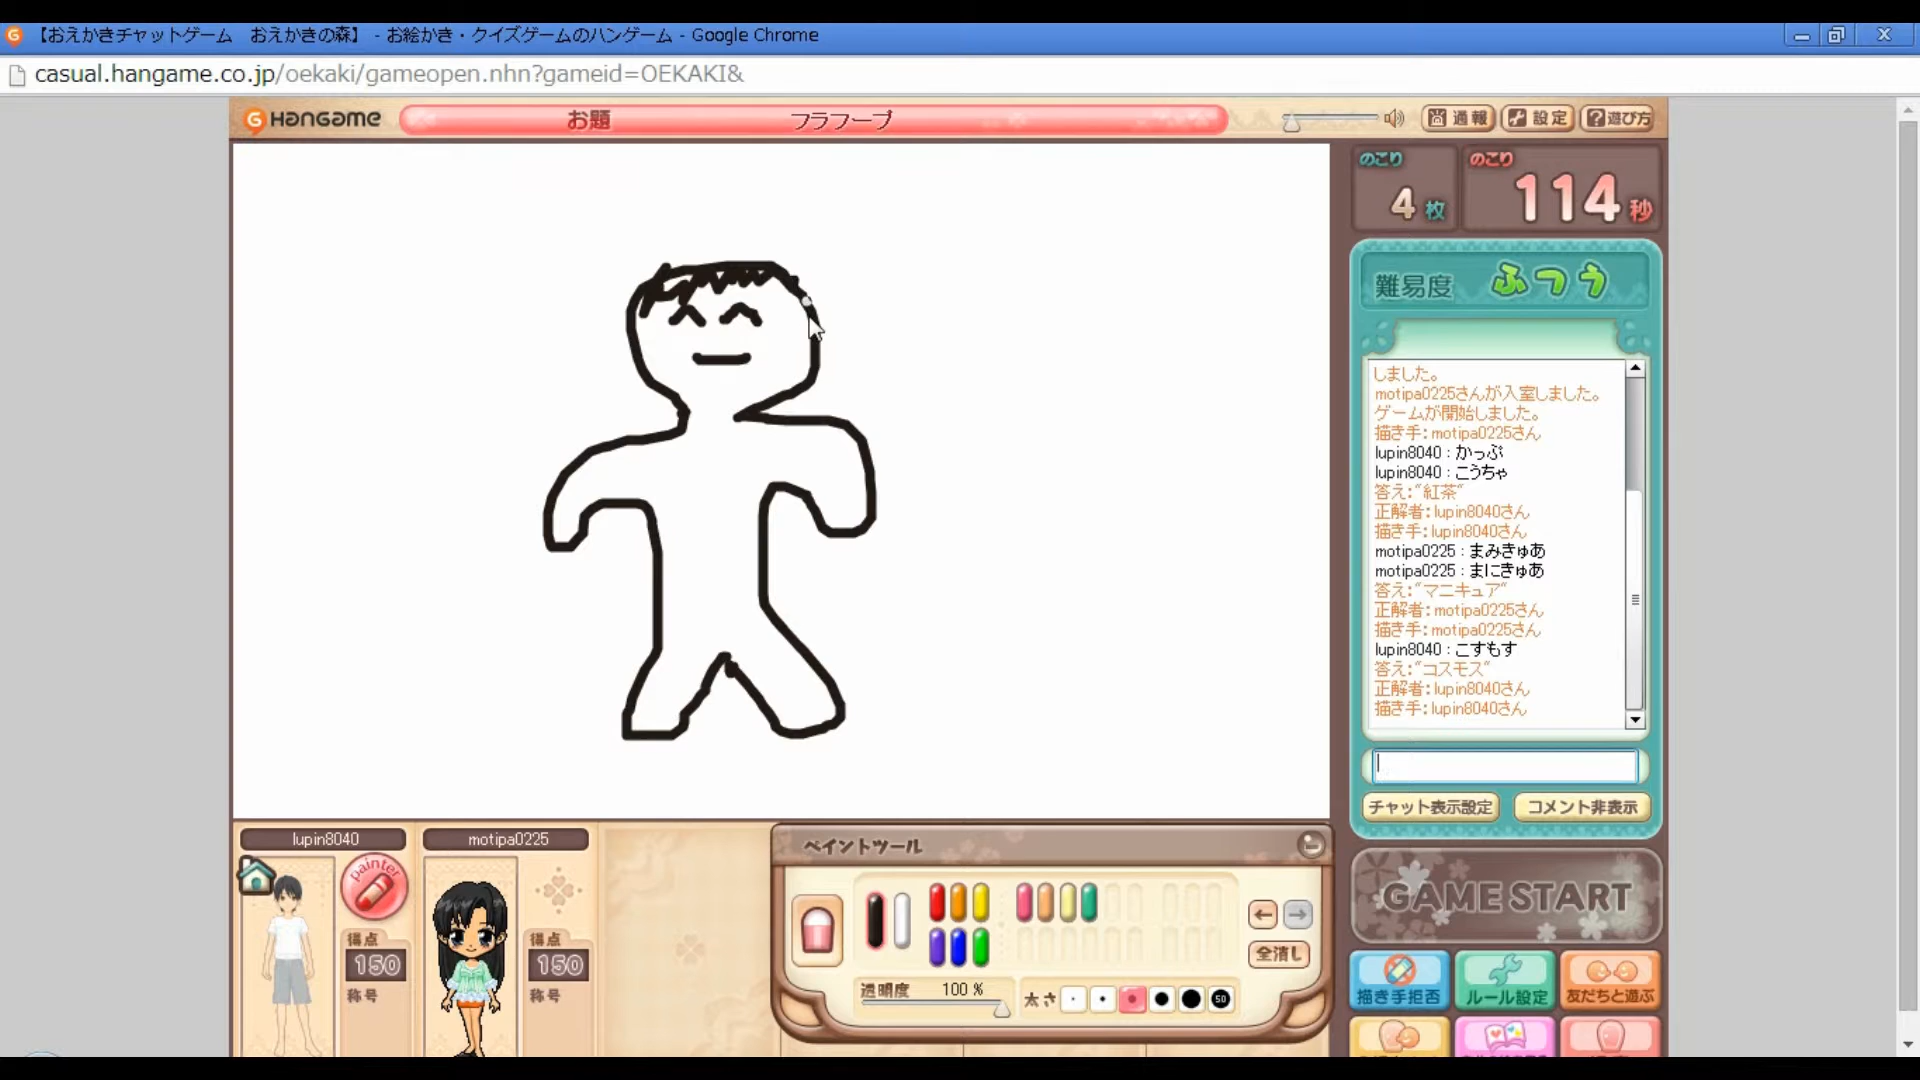 【おえかきチャットゲーム　おえかきの森】 - お絵かき・クイズゲームのハンゲーム - Google Chrome
casual.hangame.co.jp/oekaki/gameopen.nhn?gameid=OEKAKI&
HANGAME
お題 フラフープ
通報 設定 ?遊び方
のこり 4枚
のこり 114秒
難易度 ふつう
しました。
motipa0225さんが入室しました。
ゲームが開始しました。
描き手:motipa0225さん
lupin8040 : かっぷ
lupin8040 : こうちゃ
答え:"紅茶"
正解者:lupin8040さん
描き手:lupin8040さん
motipa0225 : まみきゅあ
motipa0225 : まにきゅあ
答え:"マニキュア"
正解者:motipa0225さん
描き手:motipa0225さん
lupin8040 : こすもす
答え:"コスモス"
正解者:lupin8040さん
描き手:lupin8040さん
チャット表示設定 コメント非表示
lupin8040
painter
得点
150
称号
motipa0225
得点
150
称号
ペイントツール
全消し
透明度 100 %
太さ 50
GAME START
描き手拒否 ルール設定 友だちと遊ぶ